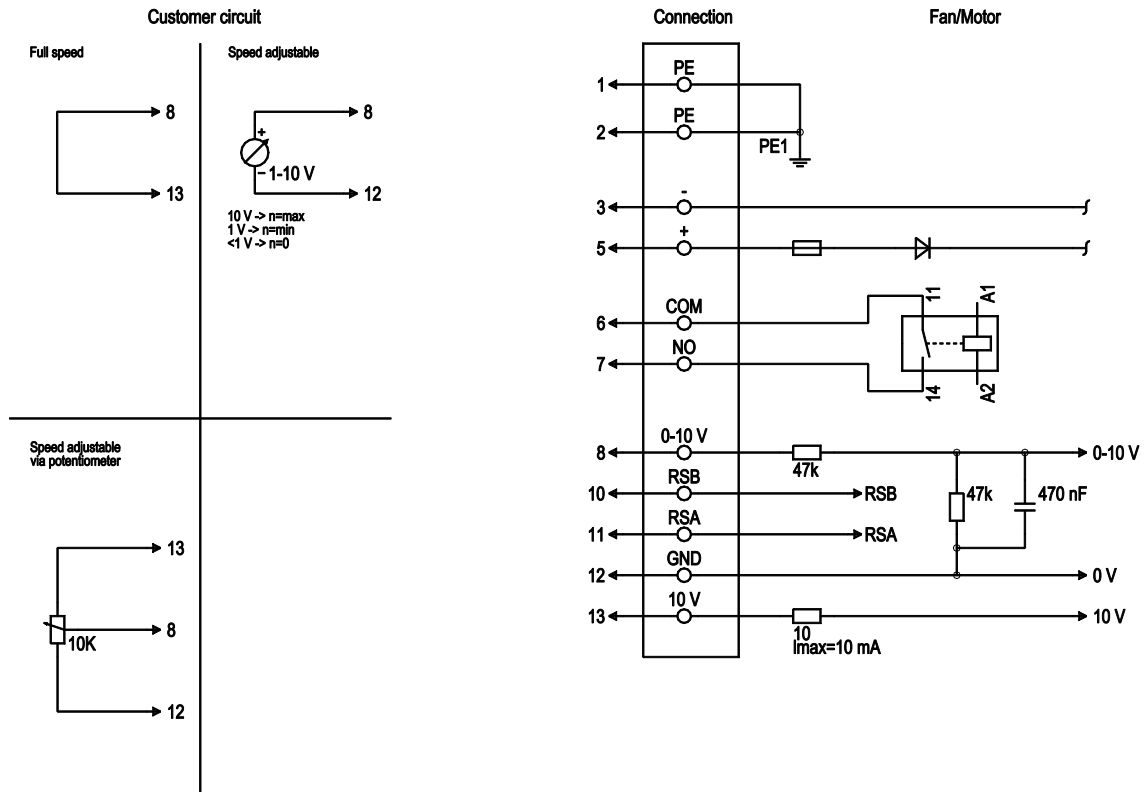 Customer circuit
Full speed
8
13
Speed adjustable
8
+
– 1-10 V
12
10 V -> n=max
1 V -> n=min
<1 V -> n=0
Speed adjustable
via potentiometer
13
8
10K
12
Connection
Fan/Motor
1 PE
2 PE
PE1
3 -
5 +
6 COM
7 NO
11
A1
14
A2
8 0-10 V
47k
0-10 V
10 RSB
RSB
47k
470 nF
11 RSA
RSA
12 GND
0 V
13 10 V
10
Imax=10 mA
10 V